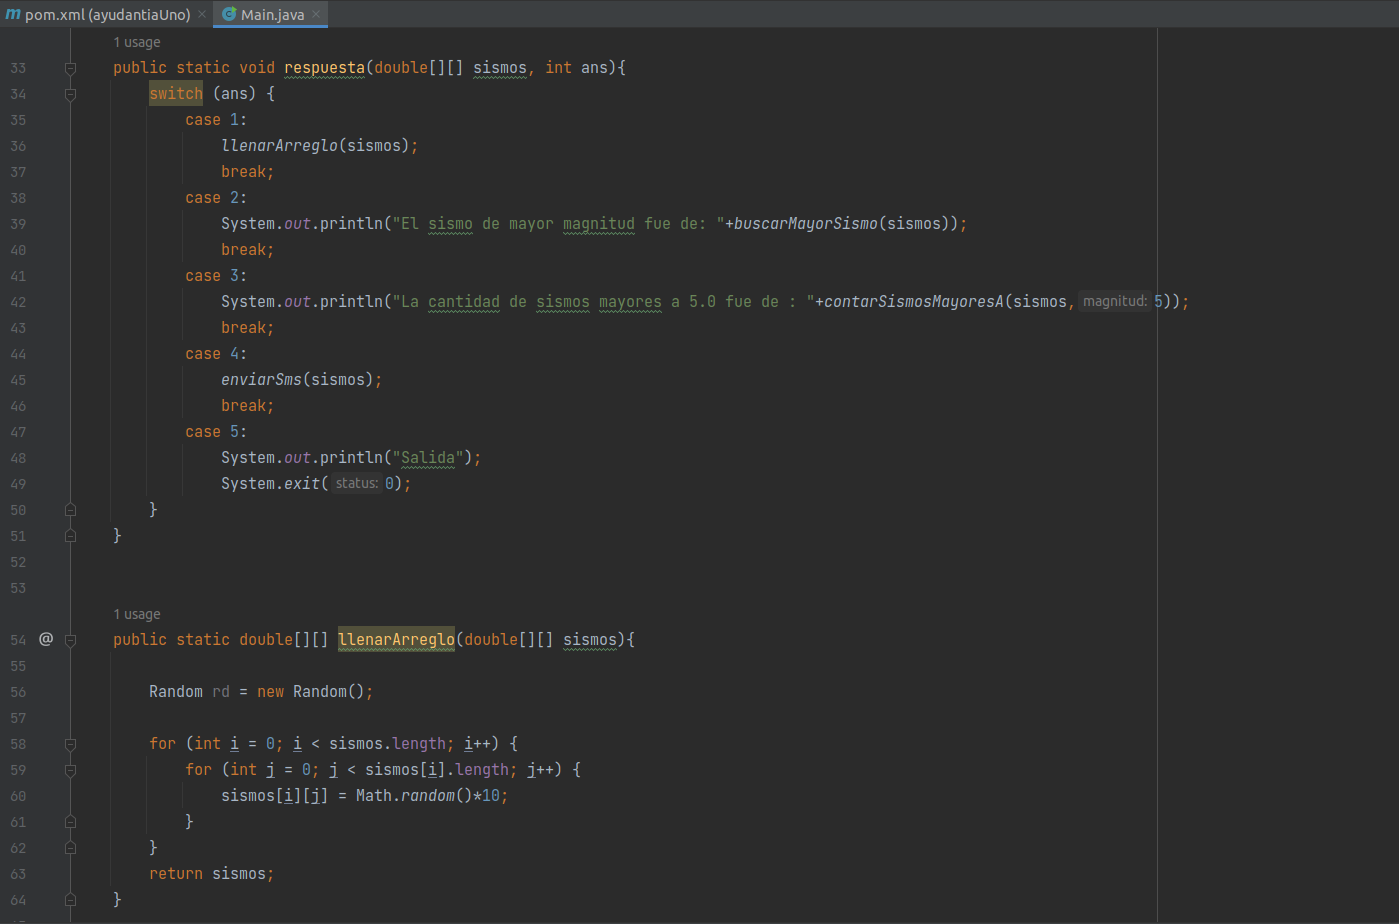 m pom.xml (ayudantiaUno) × C Main.java ×
1 usage
33 public static void respuesta(double[][] sismos, int ans){
34 switch (ans) {
35 case 1:
36 llenarArreglo(sismos);
37 break;
38 case 2:
39 System.out.println("El sismo de mayor magnitud fue de: "+buscarMayorSismo(sismos));
40 break;
41 case 3:
42 System.out.println("La cantidad de sismos mayores a 5.0 fue de : "+contarSismosMayoresA(sismos, magnitud: 5));
43 break;
44 case 4:
45 enviarSms(sismos);
46 break;
47 case 5:
48 System.out.println("Salida");
49 System.exit( status: 0);
50 }
51 }
52
53
1 usage
54 @ public static double[][] llenarArreglo(double[][] sismos){
55
56 Random rd = new Random();
57
58 for (int i = 0; i < sismos.length; i++) {
59 for (int j = 0; j < sismos[i].length; j++) {
60 sismos[i][j] = Math.random()*10;
61 }
62 }
63 return sismos;
64 }